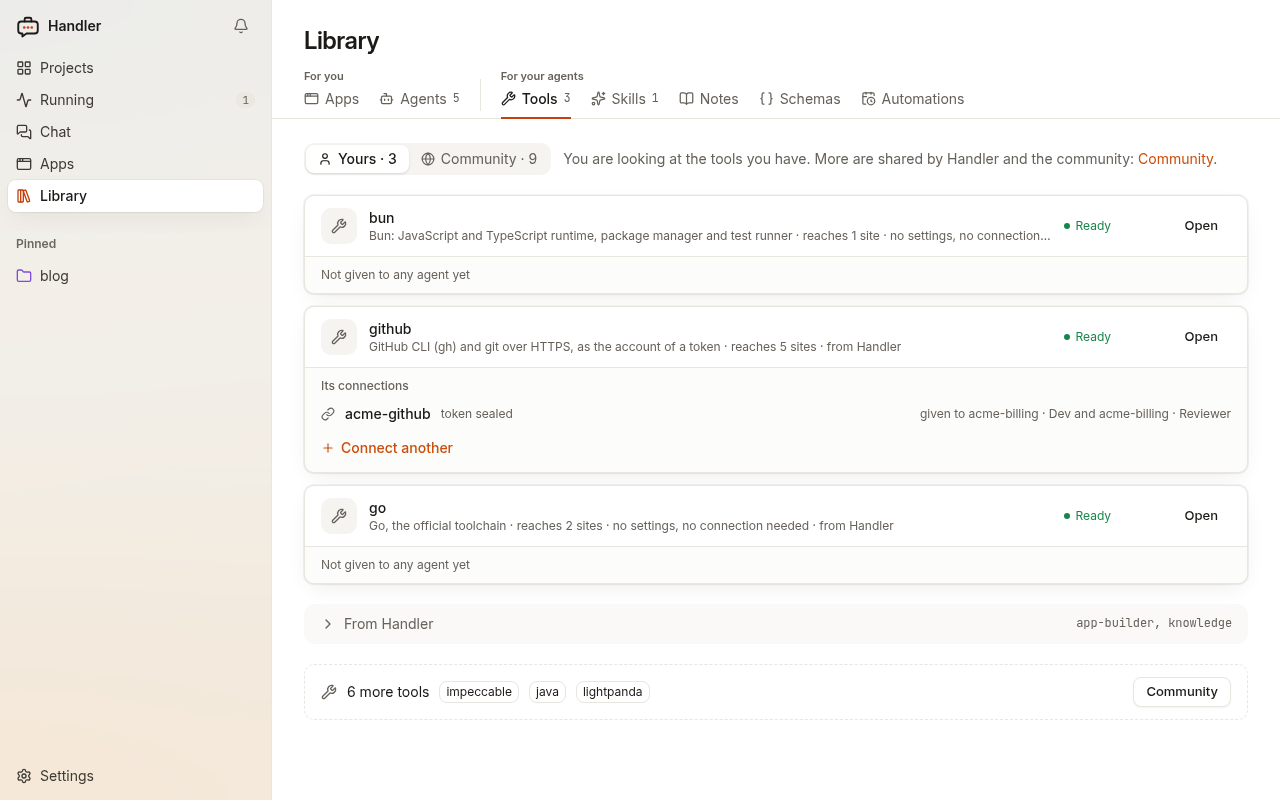 Handler
Projects
Running 1
Chat
Apps
Library
Pinned
blog
Settings
Library
For you
Apps
Agents 5
For your agents
Tools 3
Skills 1
Notes
Schemas
Automations
Yours · 3
Community · 9
You are looking at the tools you have. More are shared by Handler and the community: Community.
bun
Bun: JavaScript and TypeScript runtime, package manager and test runner · reaches 1 site · no settings, no connection...
Ready
Open
Not given to any agent yet
github
GitHub CLI (gh) and git over HTTPS, as the account of a token · reaches 5 sites · from Handler
Ready
Open
Its connections
acme-github token sealed
given to acme-billing · Dev and acme-billing · Reviewer
Connect another
go
Go, the official toolchain · reaches 2 sites · no settings, no connection needed · from Handler
Ready
Open
Not given to any agent yet
From Handler
app-builder, knowledge
6 more tools
impeccable
java
lightpanda
Community